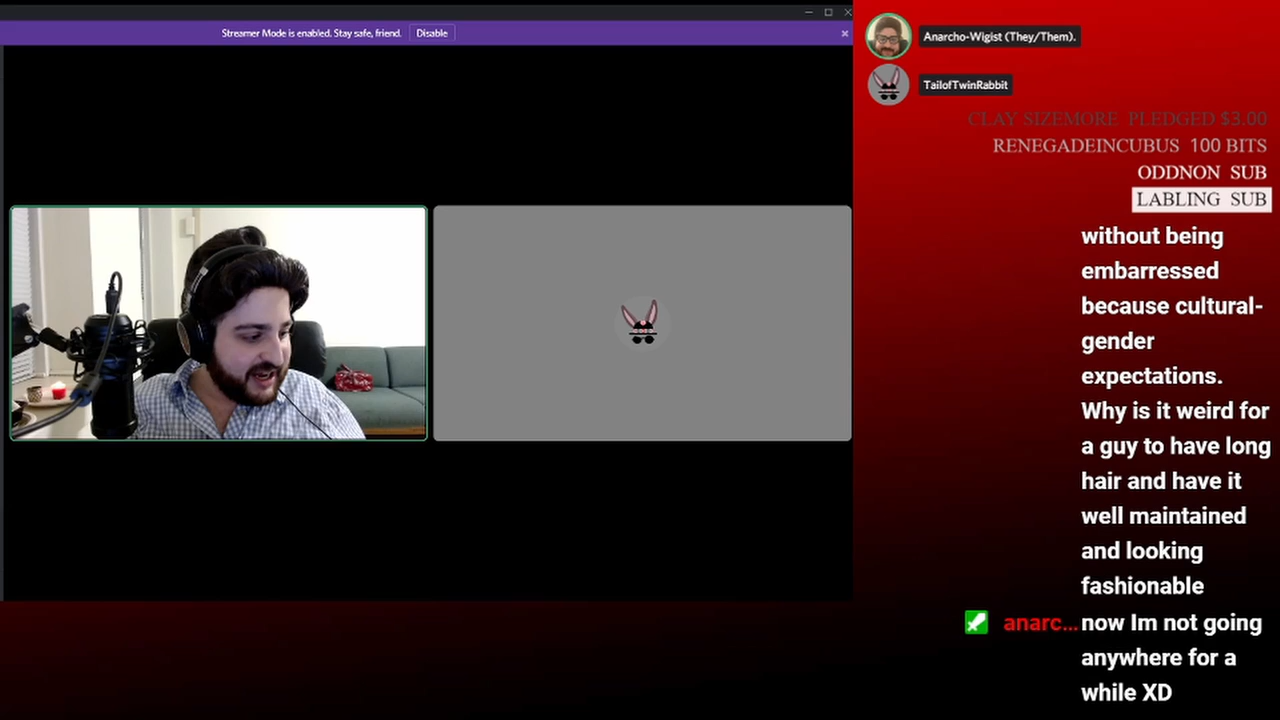 Streamer Mode is enabled. Stay safe, friend. Disable
Anarcho-Wigist (They/Them).
TailofTwinRabbit
CLAY SIZEMORE PLEDGED $3.00
RENEGADEINCUBUS 100 BITS
ODDNON SUB
LABLING SUB
without being
embarressed
because cultural-
gender
expectations.
Why is it weird for
a guy to have long
hair and have it
well maintained
and looking
fashionable
anarc... now Im not going
anywhere for a
while XD